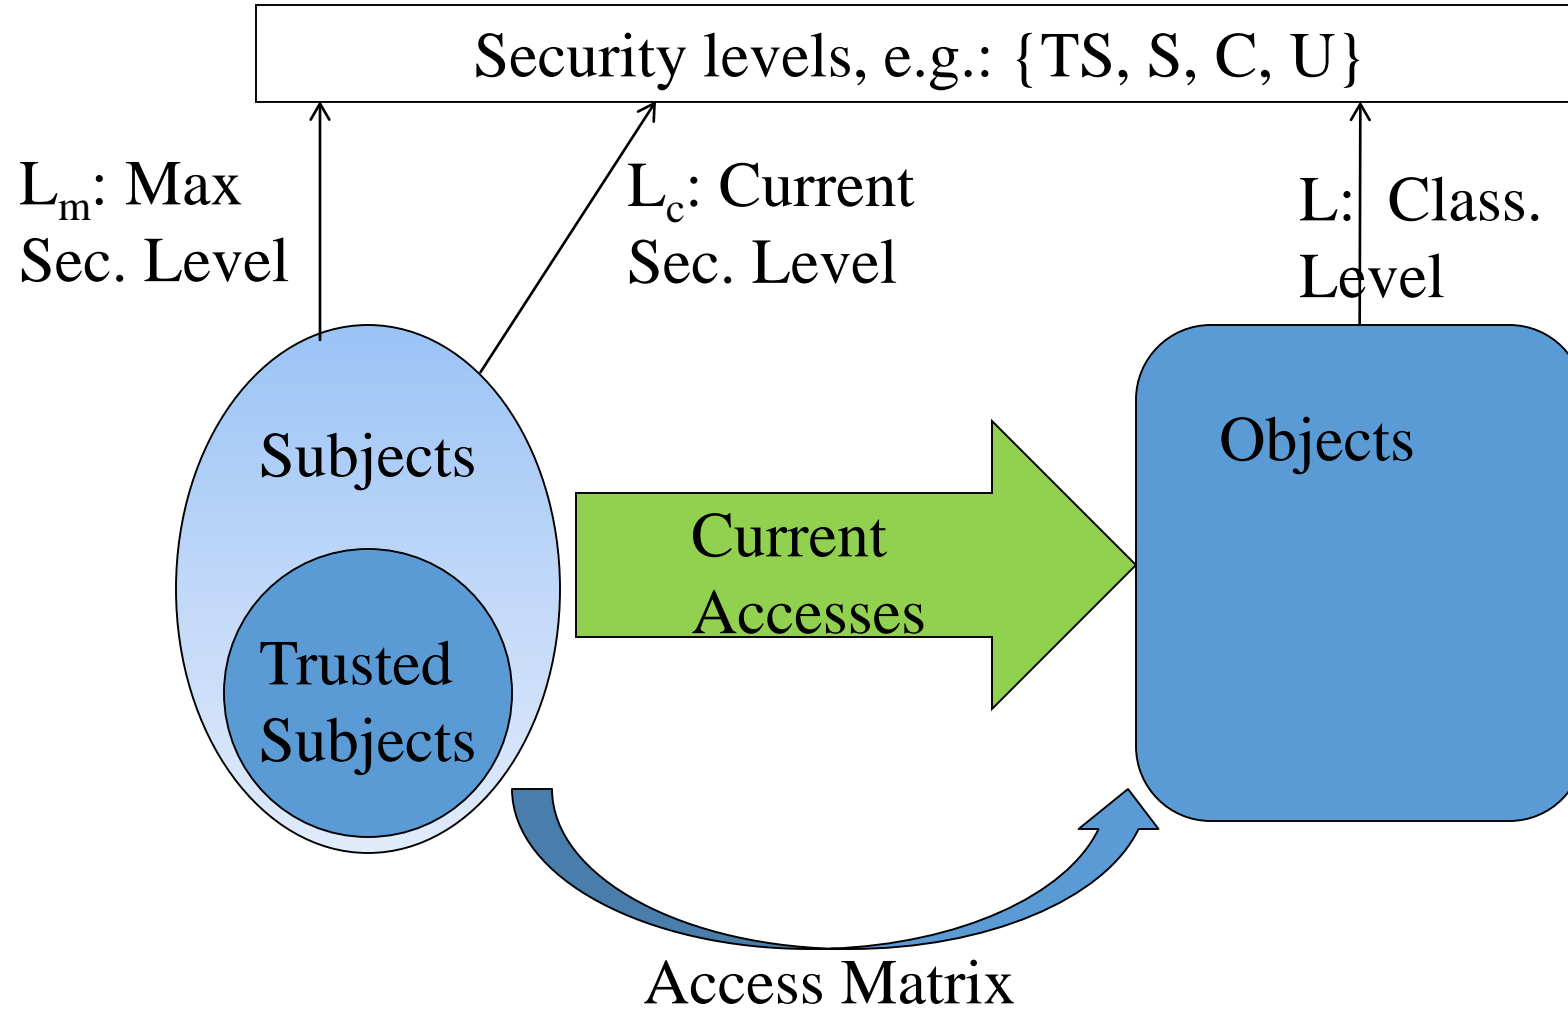 Security levels, e.g.: {TS, S, C, U}
Lm: Max
Sec. Level
Lc: Current
Sec. Level
L: Class.
Level
Subjects
Trusted
Subjects
Current
Accesses
Objects
Access Matrix